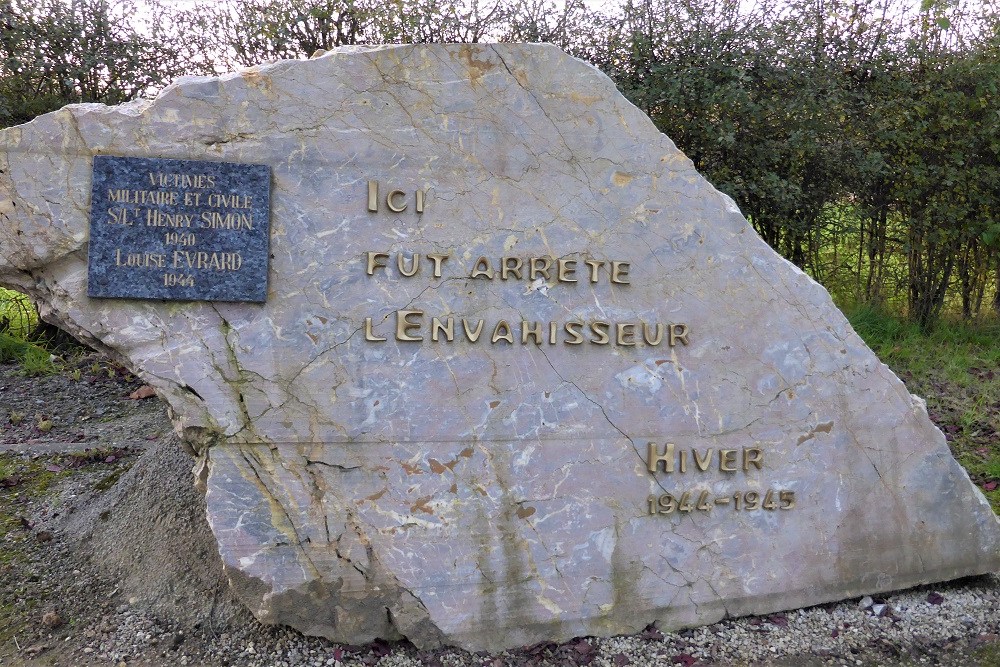 VICTIMES
MILITAIRE ET CIVILE
S/Lt HENRY SIMON
1940
LOUISE EVRARD
1944
ICI
FUT ARRETE
L'ENVAHISSEUR
HIVER
1944-1945